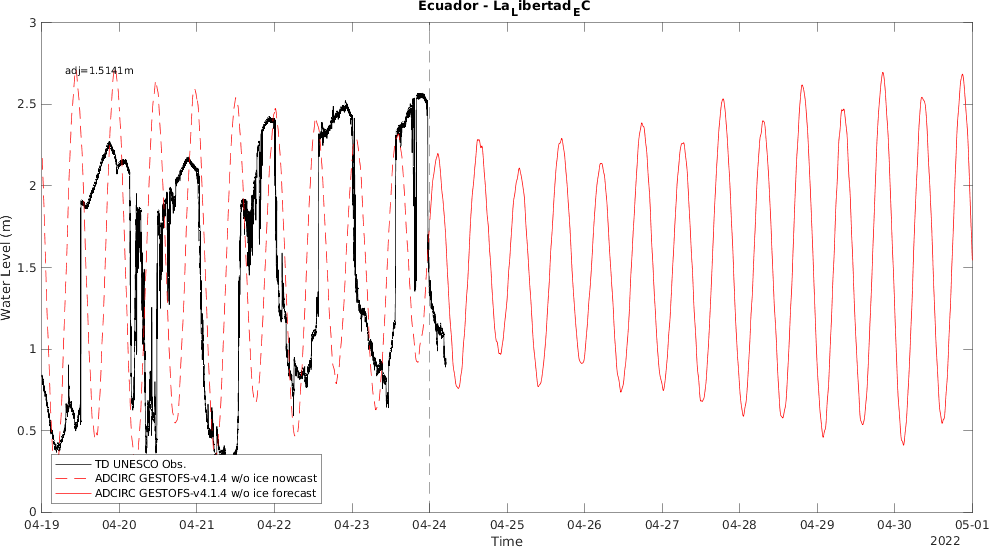 Ecuador - LaLibertadEC
3
adj=1.5141m
2.5
2
1.5
1
0.5
0
Water Level (m)
TD UNESCO Obs.
ADCIRC GESTOFS-v4.1.4 w/o ice nowcast
ADCIRC GESTOFS-v4.1.4 w/o ice forecast
04-19 04-20 04-21 04-22 04-23 04-24 04-25 04-26 04-27 04-28 04-29 04-30 05-01
Time
2022